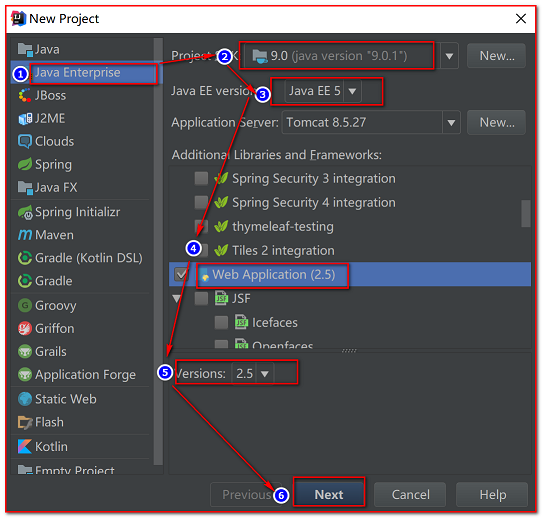 New Project
Java
1 Java Enterprise
JBoss
J2ME
Clouds
Spring
Java FX
Spring Initializr
Maven
Gradle (Kotlin DSL)
Gradle
Groovy
Griffon
Grails
Application Forge
Static Web
Flash
Kotlin
Empty Project
Project 2 9.0 (java version "9.0.1") New...
Java EE version 3 Java EE 5
Application Server: Tomcat 8.5.27 New...
Additional Libraries and Frameworks:
Spring Security 3 integration
Spring Security 4 integration
thymeleaf-testing
4 Tiles 2 integration
Web Application (2.5)
JSF
Icefaces
Openfaces
5 Versions: 2.5
Previous 6 Next Cancel Help